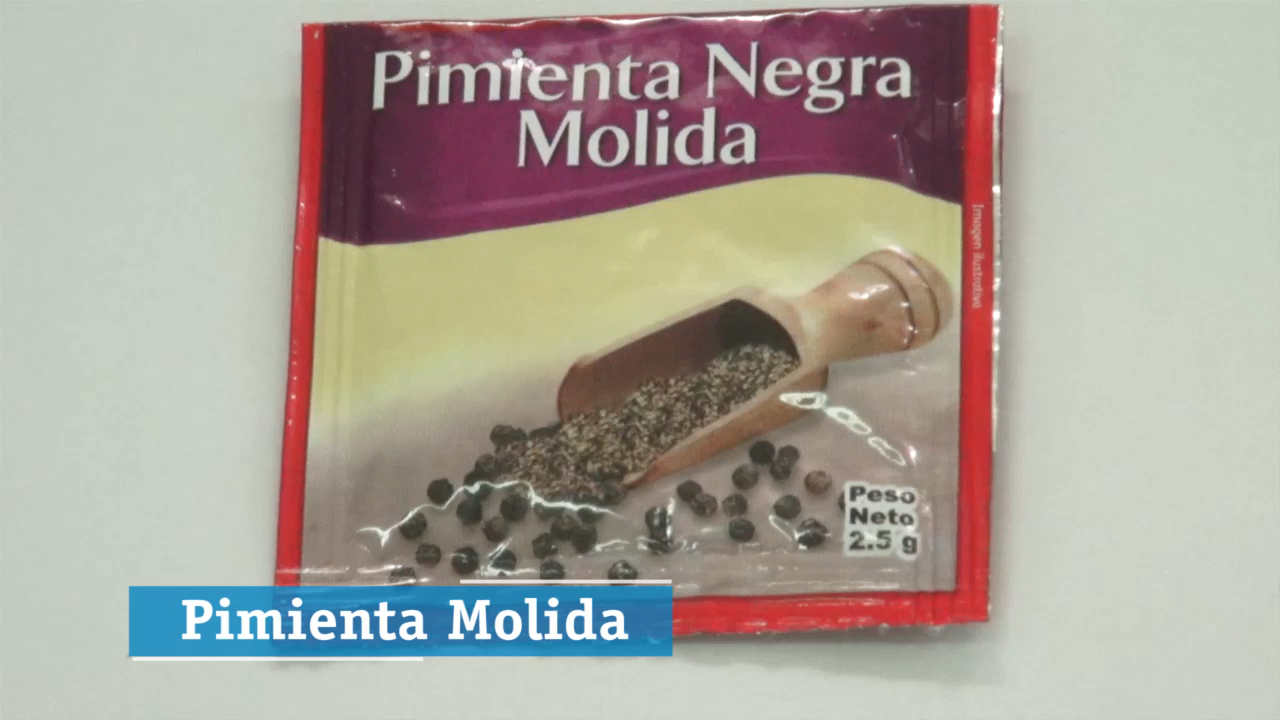 Pimienta Negra
Molida
Imagen ilustrativa
Peso
Neto
2.5 g
Pimienta Molida